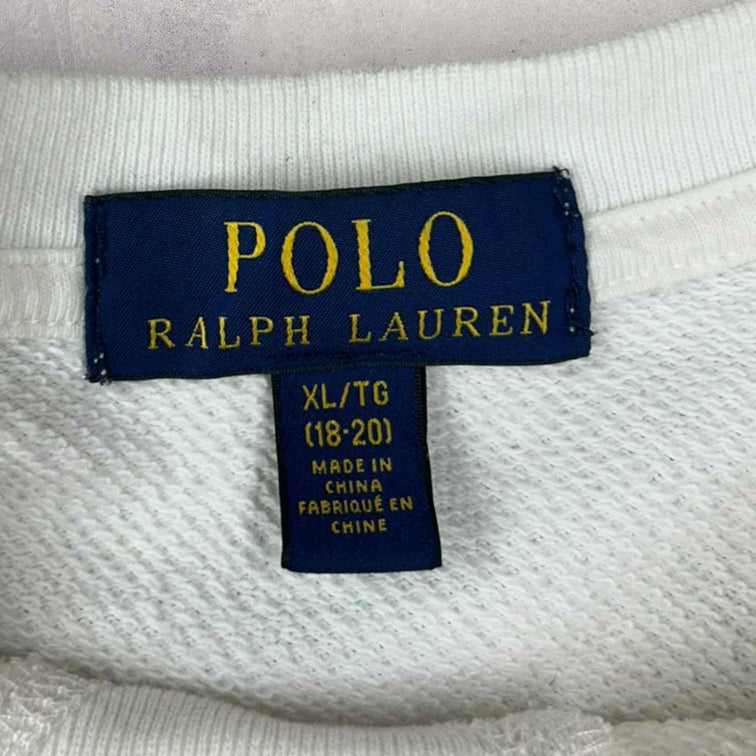 POLO
RALPH LAUREN
XL/TG
(18-20)
MADE IN
CHINA
FABRIQUÉ EN
CHINE